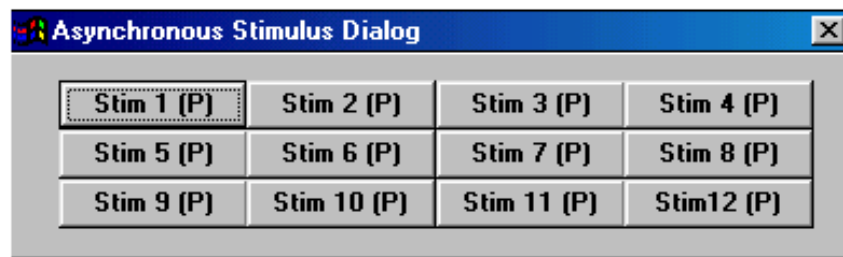 Asynchronous Stimulus Dialog
Stim 1 (P) Stim 2 (P) Stim 3 (P) Stim 4 (P)
Stim 5 (P) Stim 6 (P) Stim 7 (P) Stim 8 (P)
Stim 9 (P) Stim 10 (P) Stim 11 (P) Stim12 (P)